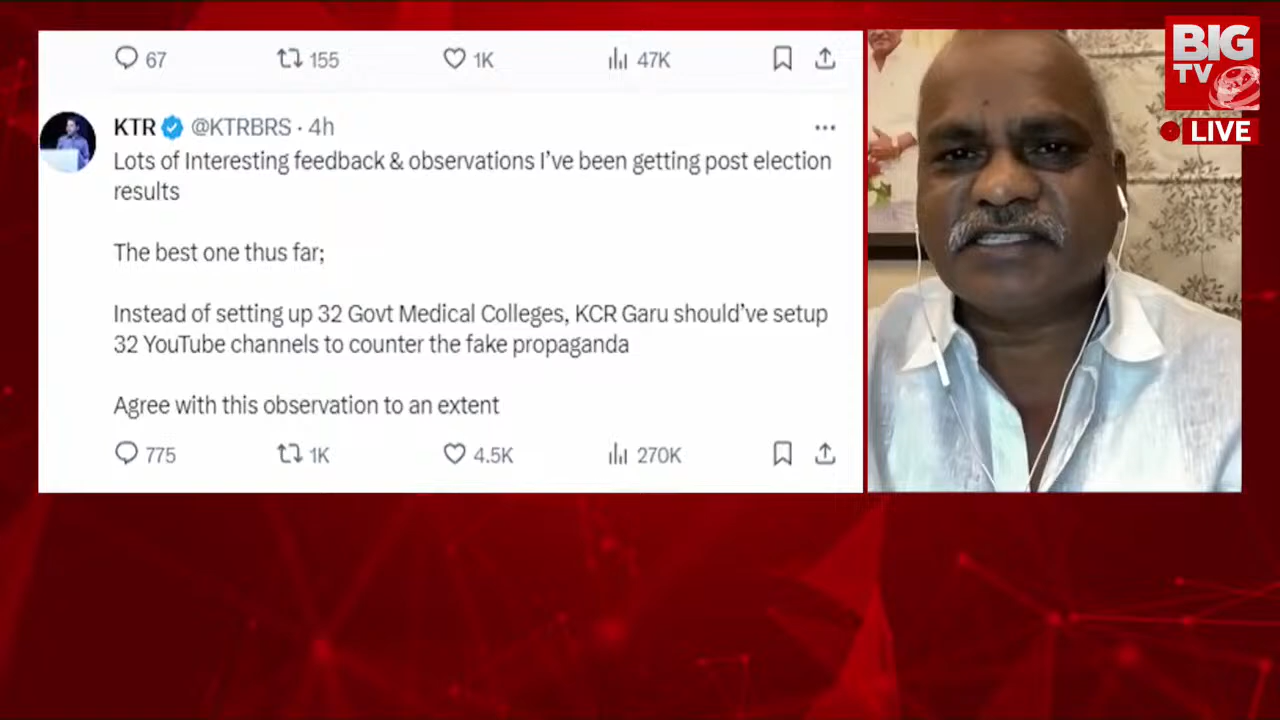 67 155 1K 47K
KTR @KTRBRS · 4h
Lots of Interesting feedback & observations I've been getting post election
results
The best one thus far;
Instead of setting up 32 Govt Medical Colleges, KCR Garu should've setup
32 YouTube channels to counter the fake propaganda
Agree with this observation to an extent
775 1K 4.5K 270K
BIG
TV
LIVE